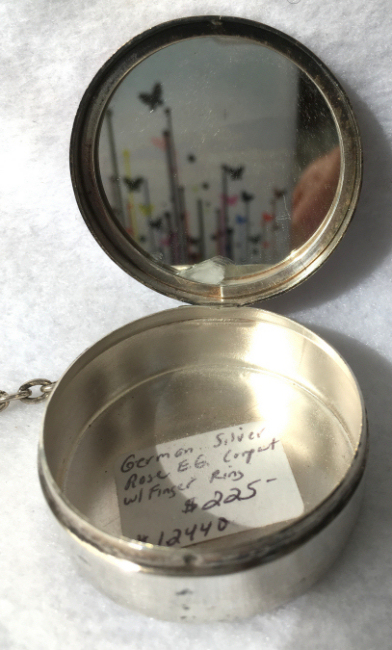 German. Silver
Rose E.G. Compact
w/ Finger Ring
$225-
#12440